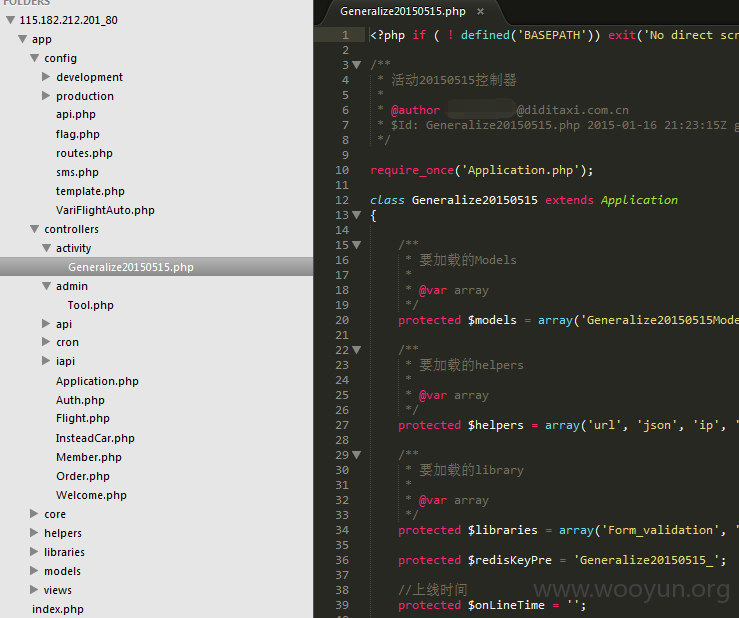 FOLDERS
115.182.212.201_80
app
config
development
production
api.php
flag.php
routes.php
sms.php
template.php
VariFlightAuto.php
controllers
activity
Generalize20150515.php
admin
Tool.php
api
cron
iapi
Application.php
Auth.php
Flight.php
InsteadCar.php
Member.php
Order.php
Welcome.php
core
helpers
libraries
models
views
index.php
Generalize20150515.php ×
1 <?php if ( ! defined('BASEPATH')) exit('No direct scr
2
3 /**
4 * 活动20150515控制器
5 *
6 * @author @diditaxi.com.cn
7 * $Id: Generalize20150515.php 2015-01-16 21:23:15Z g
8 */
9
10 require_once('Application.php');
11
12 class Generalize20150515 extends Application
13 {
14
15 /**
16 * 要加载的Models
17 *
18 * @var array
19 */
20 protected $models = array('Generalize20150515Mode
21
22 /**
23 * 要加载的helpers
24 *
25 * @var array
26 */
27 protected $helpers = array('url', 'json', 'ip', '
28
29 /**
30 * 要加载的library
31 *
32 * @var array
33 */
34 protected $libraries = array('Form_validation', '
35
36 protected $redisKeyPre = 'Generalize20150515_';
37
38 //上线时间
39 protected $onLineTime = '';
www.wooyun.org